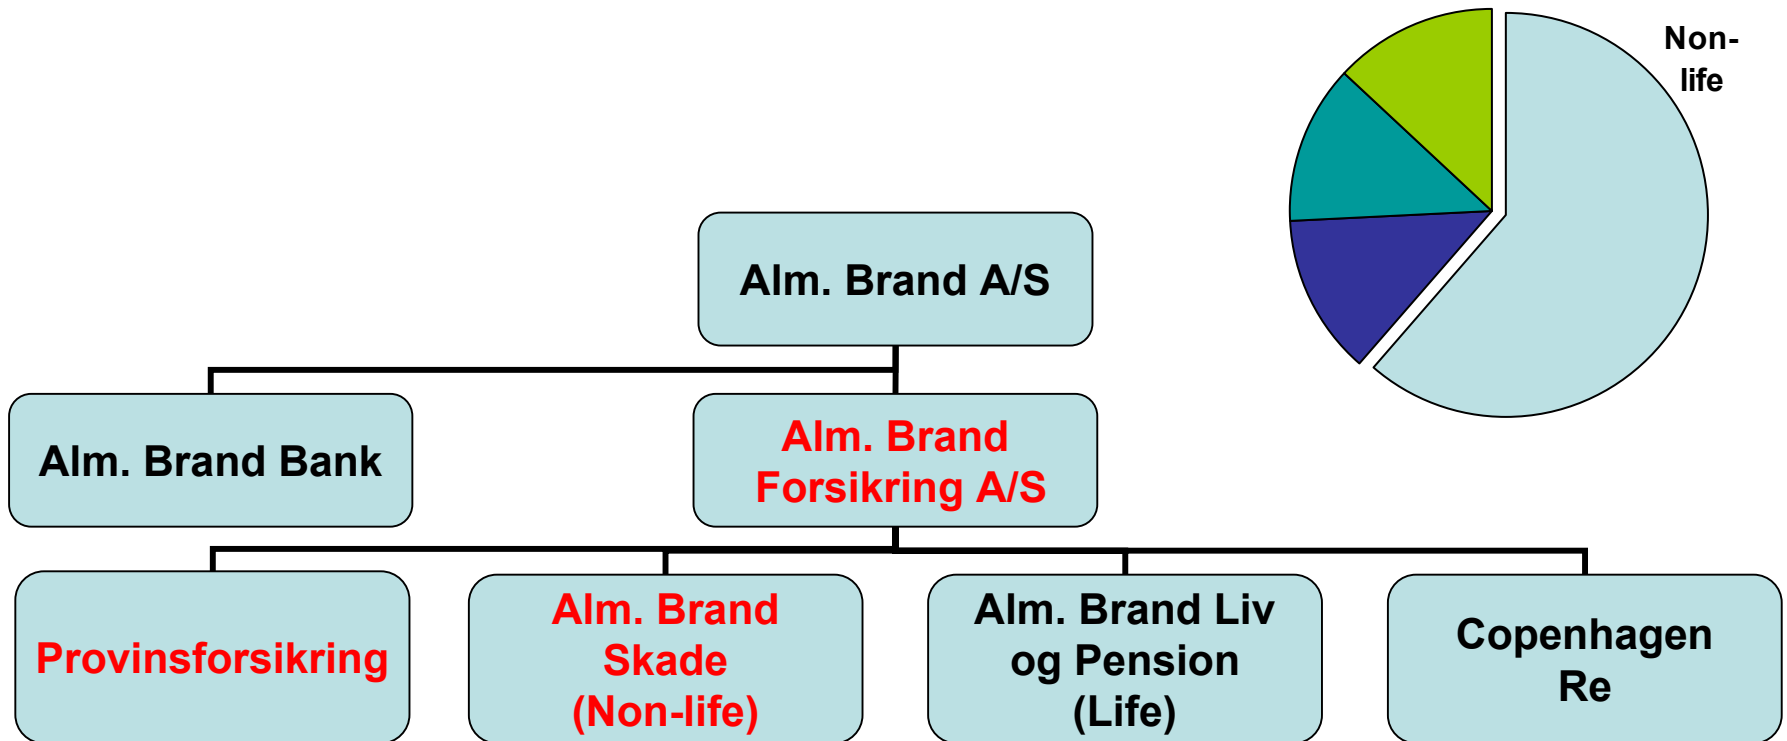 Non-
life
Alm. Brand A/S
Alm. Brand Bank
Alm. Brand
Forsikring A/S
Provinsforsikring
Alm. Brand
Skade
(Non-life)
Alm. Brand Liv
og Pension
(Life)
Copenhagen
Re